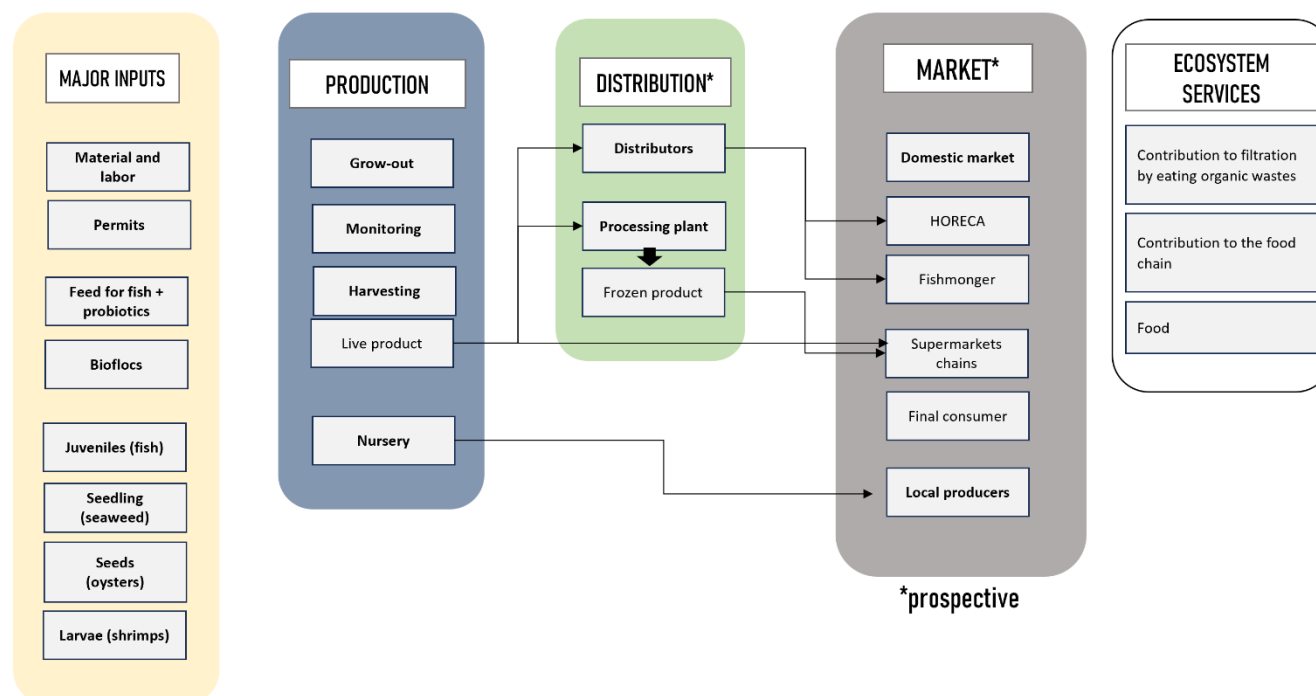 MAJOR INPUTS
Material and
labor
Permits
Feed for fish +
probiotics
Bioflocs
Juveniles (fish)
Seedling
(seaweed)
Seeds
(oysters)
Larvae (shrimps)
PRODUCTION
Grow-out
Monitoring
Harvesting
Live product
Nursery
DISTRIBUTION*
Distributors
Processing plant
Frozen product
MARKET*
Domestic market
HORECA
Fishmonger
Supermarkets
chains
Final consumer
Local producers
*prospective
ECOSYSTEM
SERVICES
Contribution to filtration
by eating organic wastes
Contribution to the food
chain
Food